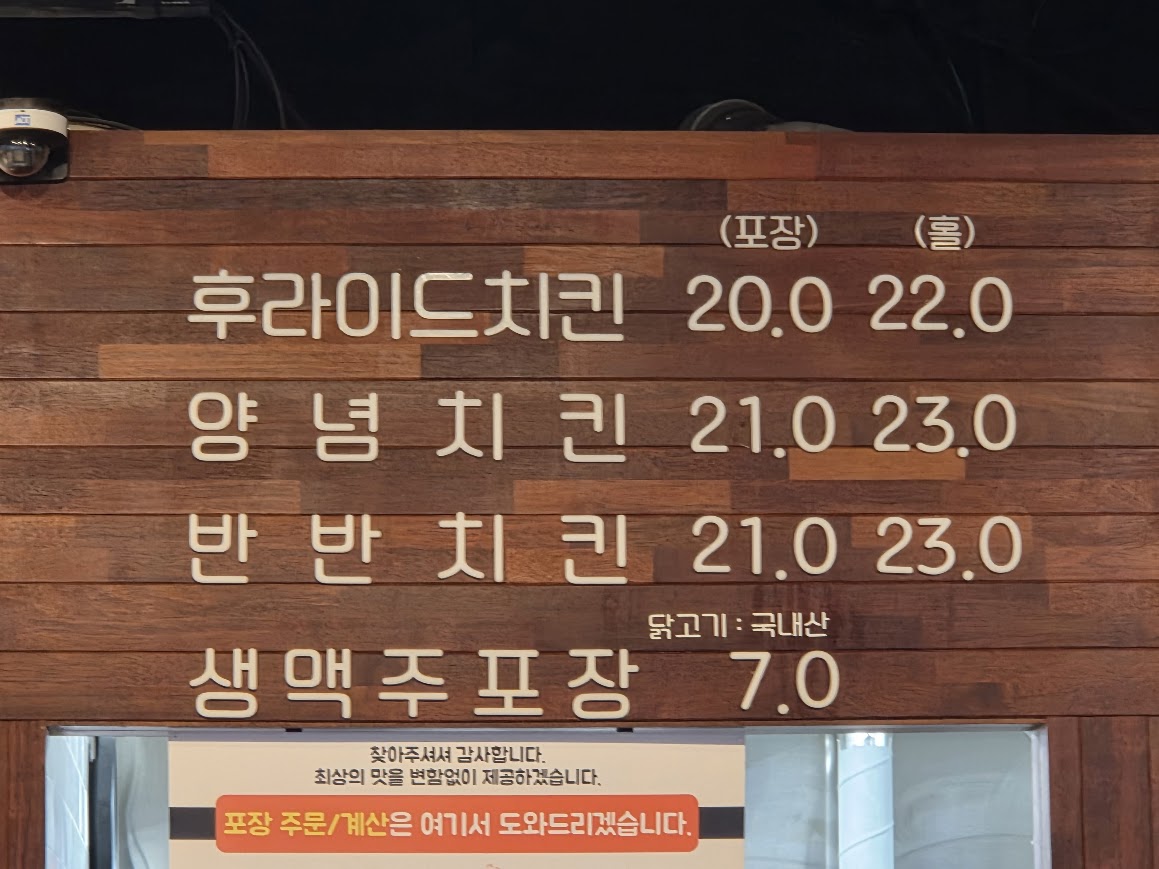 ADT
(포장) (홀)
후라이드치킨 20.0 22.0
양념치킨 21.0 23.0
반반치킨 21.0 23.0
닭고기 : 국내산
생맥주포장 7.0
찾아주셔서 감사합니다.
최상의 맛을 변함없이 제공하겠습니다.
포장 주문/계산은 여기서 도와드리겠습니다.